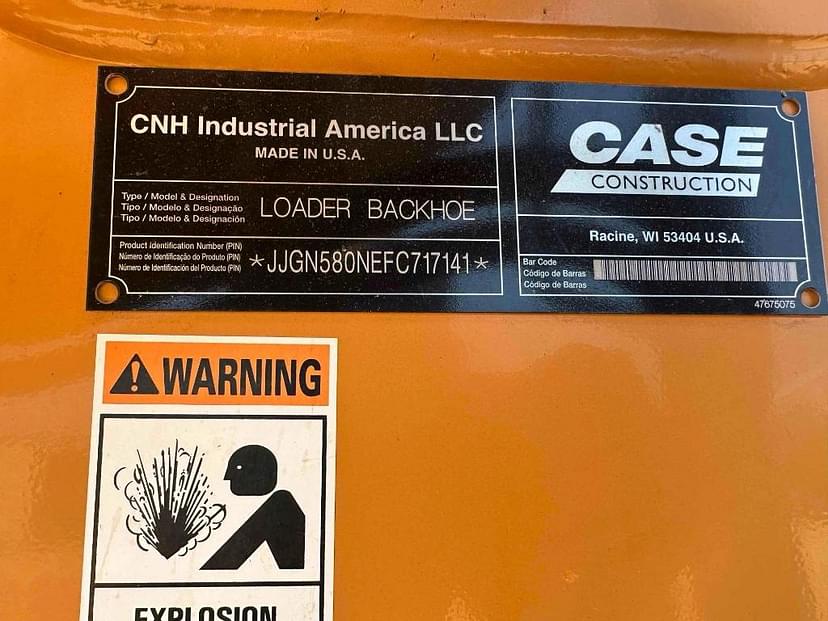 CNH Industrial America LLC
MADE IN U.S.A.
Type / Model & Designation
Tipo / Modelo & Designação
Tipo / Modelo & Designación
LOADER BACKHOE
Product Identification Number (PIN)
Número de Identificação do Produto (PIN)
Número de Identificación del Producto (PIN)
*JJGN580NEFC717141*
CASE
CONSTRUCTION
Racine, WI 53404 U.S.A.
Bar Code
Código de Barras
Código de Barras
47675075
WARNING
EXPLOSION